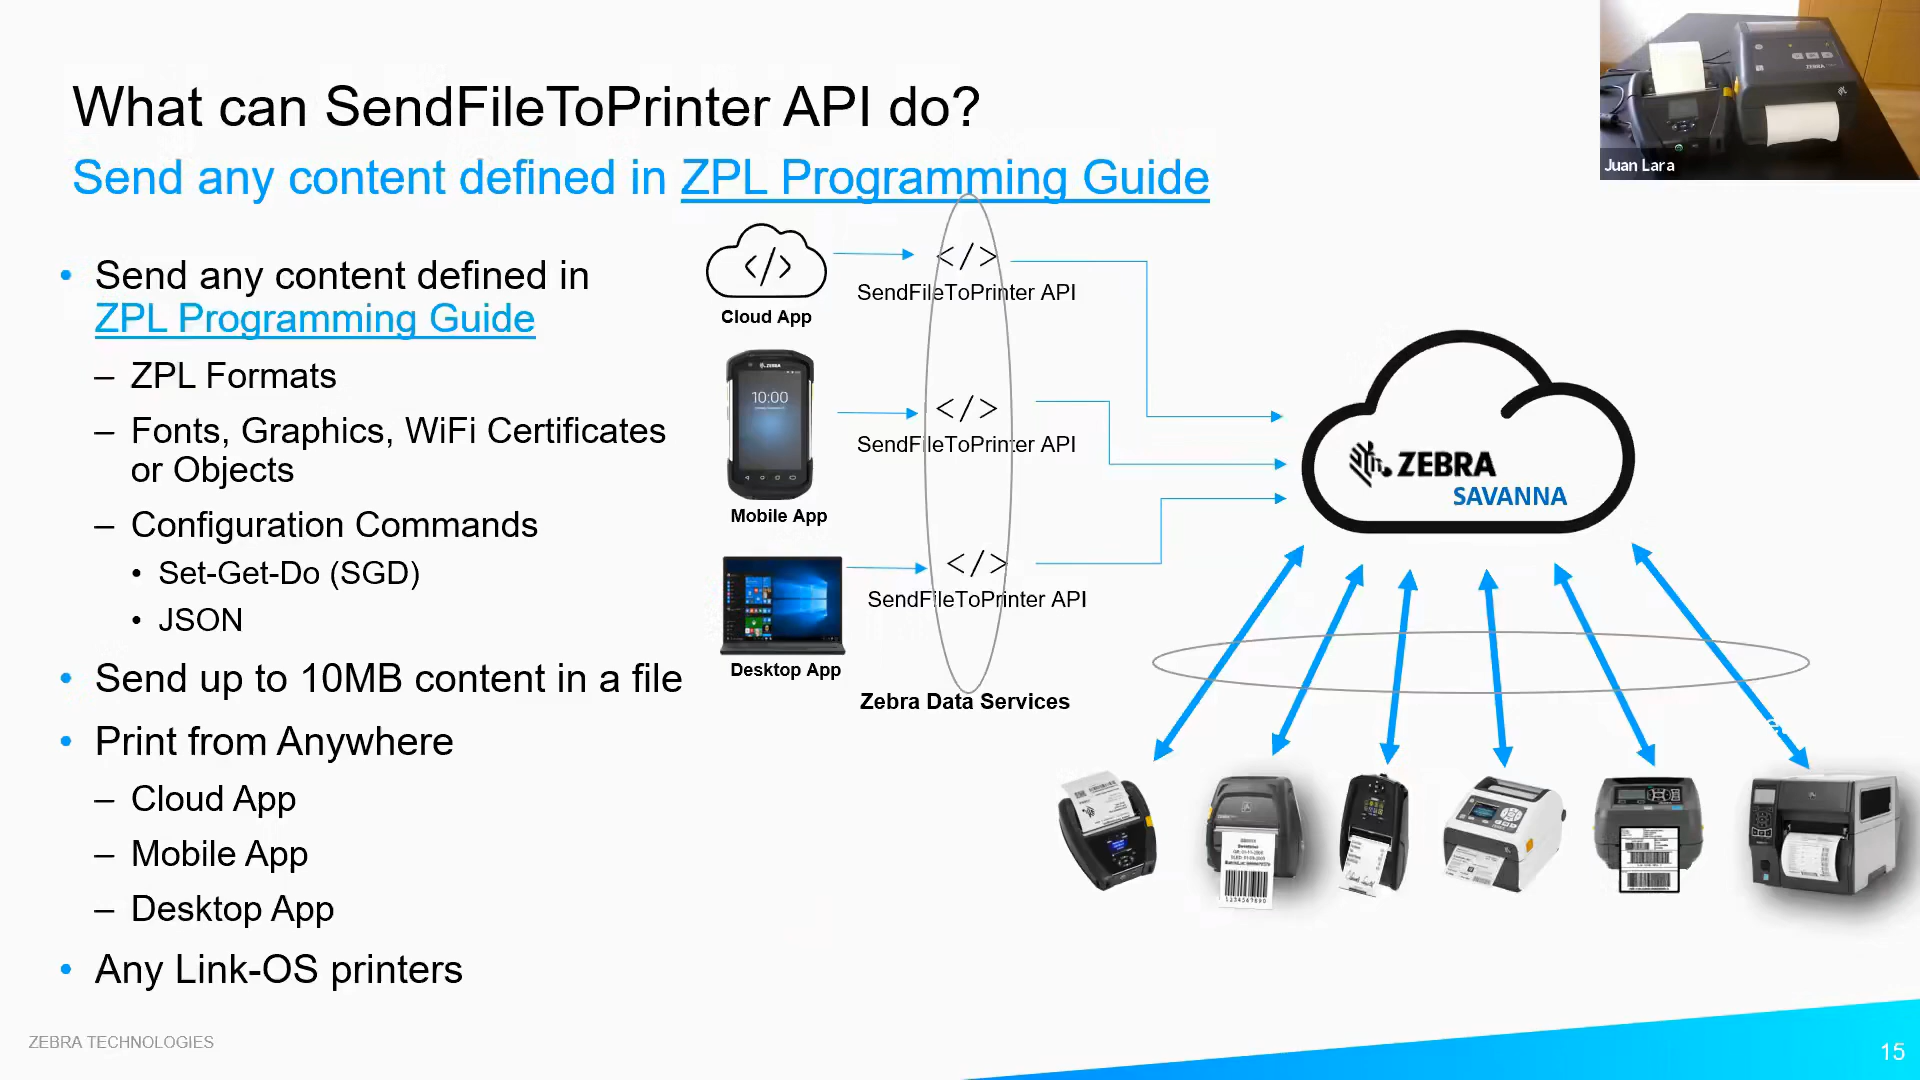 What can SendFileToPrinter API do?
Send any content defined in ZPL Programming Guide
• Send any content defined in
ZPL Programming Guide
– ZPL Formats
– Fonts, Graphics, WiFi Certificates
or Objects
– Configuration Commands
• Set-Get-Do (SGD)
• JSON
• Send up to 10MB content in a file
• Print from Anywhere
– Cloud App
– Mobile App
– Desktop App
• Any Link-OS printers
</>
Cloud App
</>
SendFileToPrinter API
ZEBRA
10:00
Mobile App
</>
SendFileToPrinter API
Desktop App
</>
SendFileToPrinter API
Zebra Data Services
ZEBRA
SAVANNA
1234567890
Juan Lara
ZEBRA
ZEBRA TECHNOLOGIES
15